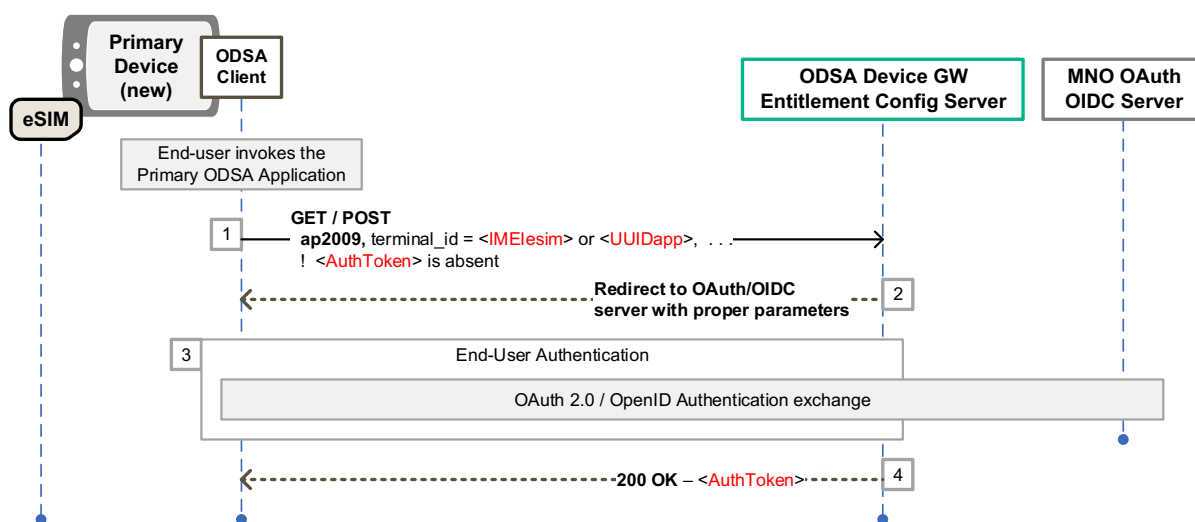 Primary
Device
(new)
ODSA
Client
eSIM
ODSA Device GW
Entitlement Config Server
MNO OAuth
OIDC Server
End-user invokes the
Primary ODSA Application
1
GET / POST
ap2009, terminal_id = <IMEIesim> or <UUIDapp>, . . .
! <AuthToken> is absent
Redirect to OAuth/OIDC
server with proper parameters
2
3
End-User Authentication
OAuth 2.0 / OpenID Authentication exchange
200 OK – <AuthToken>
4